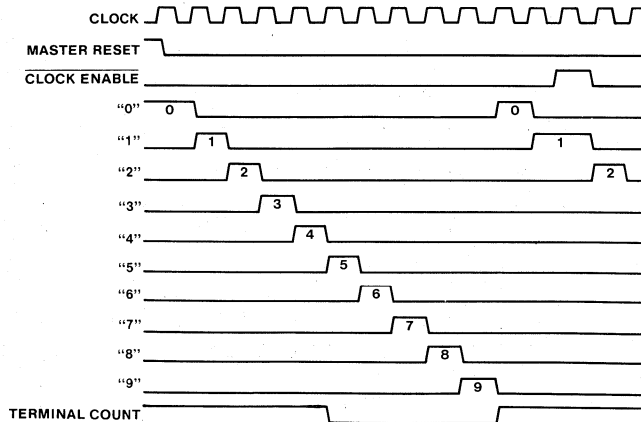 CLOCK
MASTER RESET
CLOCK ENABLE
“0” 0 0
“1” 1 1
“2” 2 2
“3” 3
“4” 4
“5” 5
“6” 6
“7” 7
“8” 8
“9” 9
TERMINAL COUNT